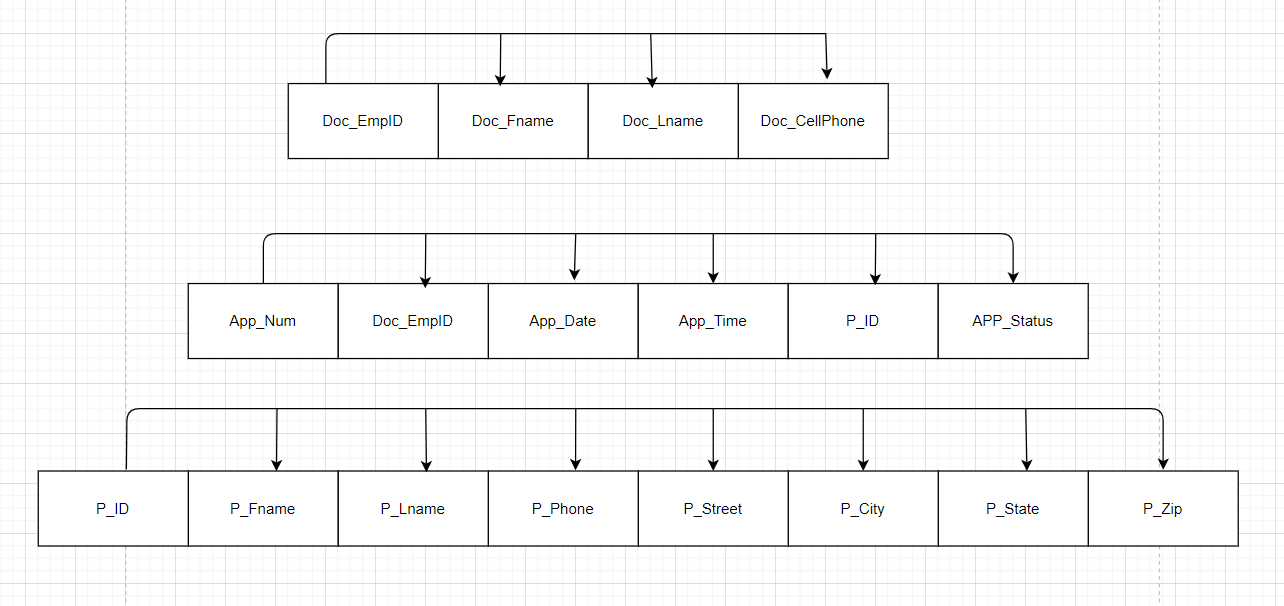 Doc_EmpID Doc_Fname Doc_Lname Doc_CellPhone
App_Num Doc_EmpID App_Date App_Time P_ID APP_Status
P_ID P_Fname P_Lname P_Phone P_Street P_City P_State P_Zip